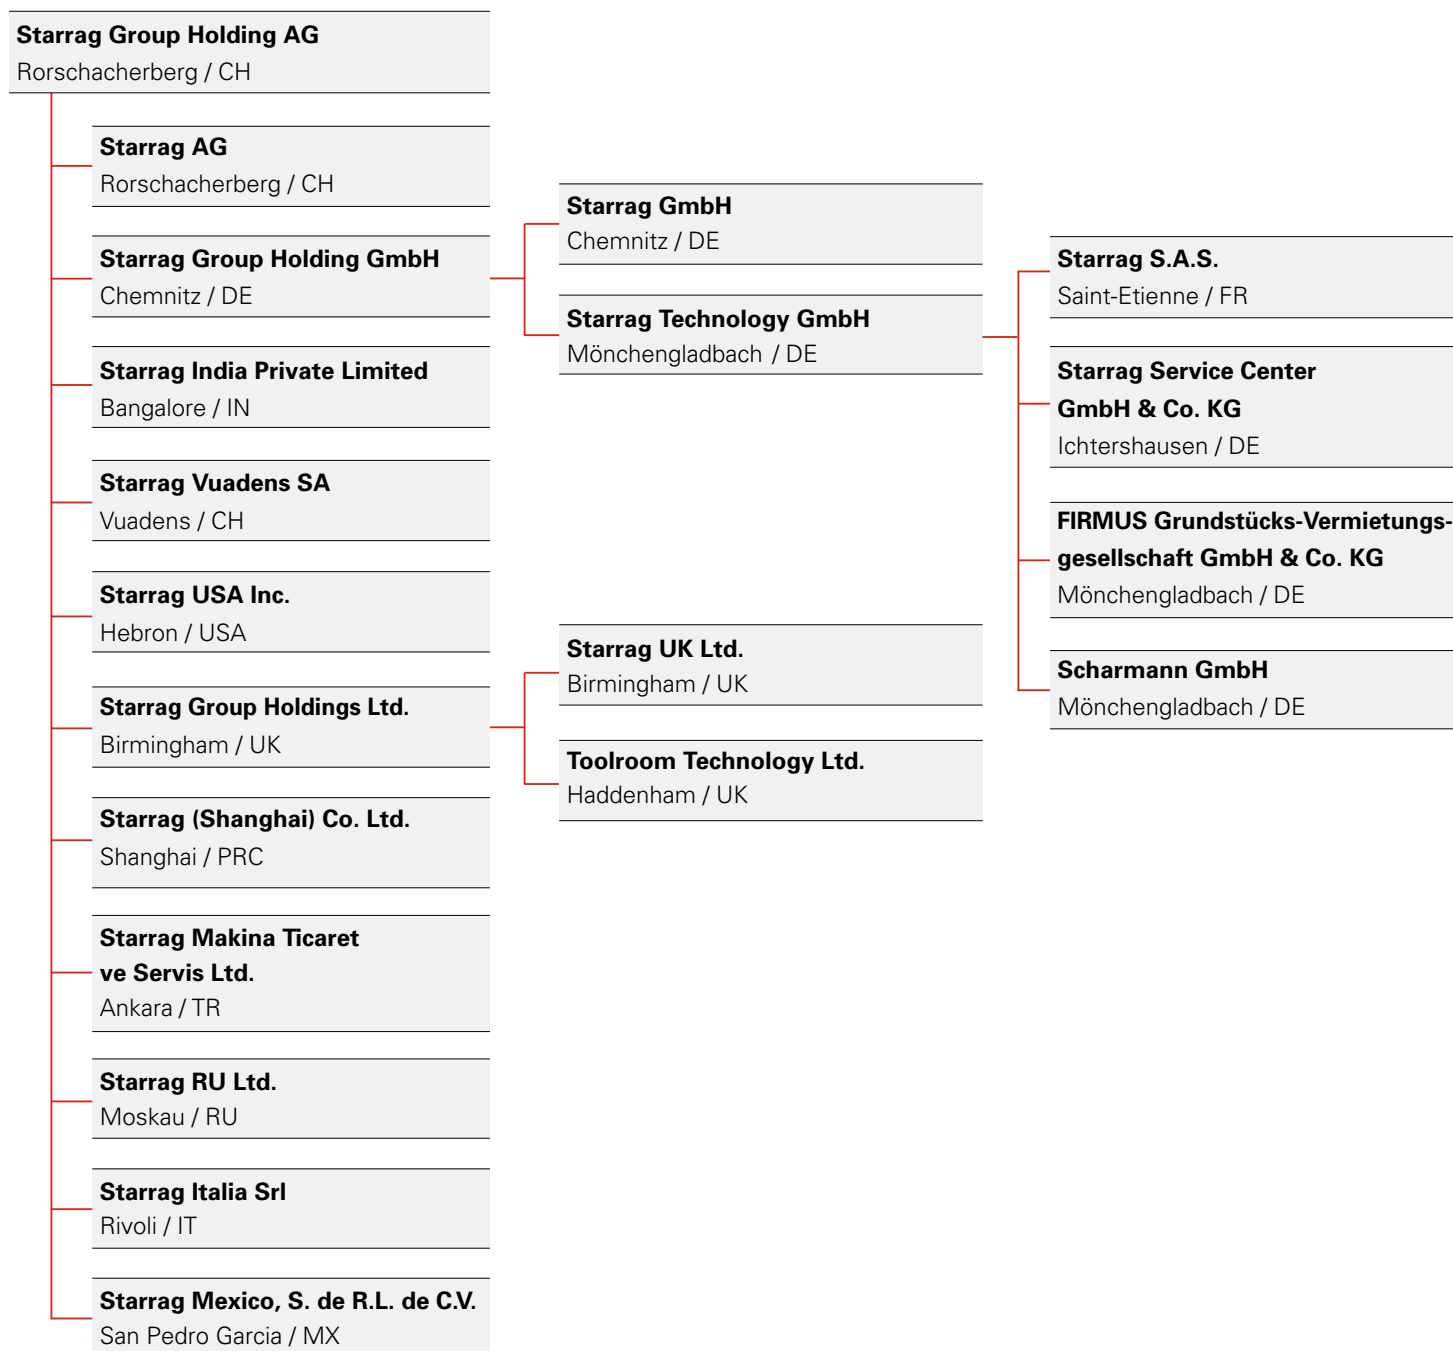 Starrag Group Holding AG
Rorschacherberg / CH
Starrag AG
Rorschacherberg / CH
Starrag Group Holding GmbH
Chemnitz / DE
Starrag India Private Limited
Bangalore / IN
Starrag Vuadens SA
Vuadens / CH
Starrag USA Inc.
Hebron / USA
Starrag Group Holdings Ltd.
Birmingham / UK
Starrag (Shanghai) Co. Ltd.
Shanghai / PRC
Starrag Makina Ticaret
ve Servis Ltd.
Ankara / TR
Starrag RU Ltd.
Moskau / RU
Starrag Italia Srl
Rivoli / IT
Starrag Mexico, S. de R.L. de C.V.
San Pedro Garcia / MX
Starrag GmbH
Chemnitz / DE
Starrag Technology GmbH
Mönchengladbach / DE
Starrag UK Ltd.
Birmingham / UK
Toolroom Technology Ltd.
Haddenham / UK
Starrag S.A.S.
Saint-Etienne / FR
Starrag Service Center
GmbH & Co. KG
Ichtershausen / DE
FIRMUS Grundstücks-Vermietungs-
gesellschaft GmbH & Co. KG
Mönchengladbach / DE
Scharmann GmbH
Mönchengladbach / DE